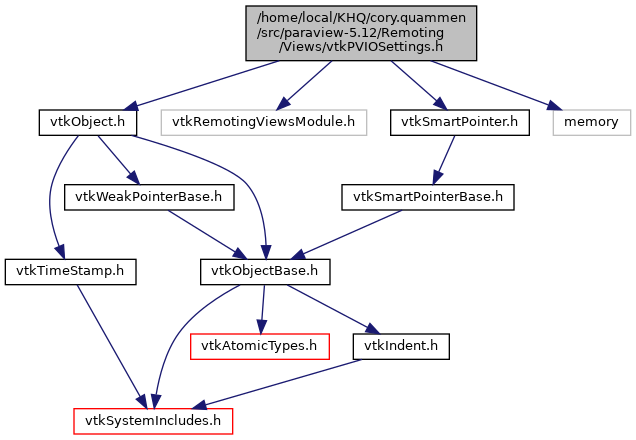 /home/local/KHQ/cory.quammen
/src/paraview-5.12/Remoting
/Views/vtkPVIOSettings.h
vtkObject.h
vtkRemotingViewsModule.h
vtkSmartPointer.h
memory
vtkWeakPointerBase.h
vtkSmartPointerBase.h
vtkTimeStamp.h
vtkObjectBase.h
vtkAtomicTypes.h
vtkIndent.h
vtkSystemIncludes.h